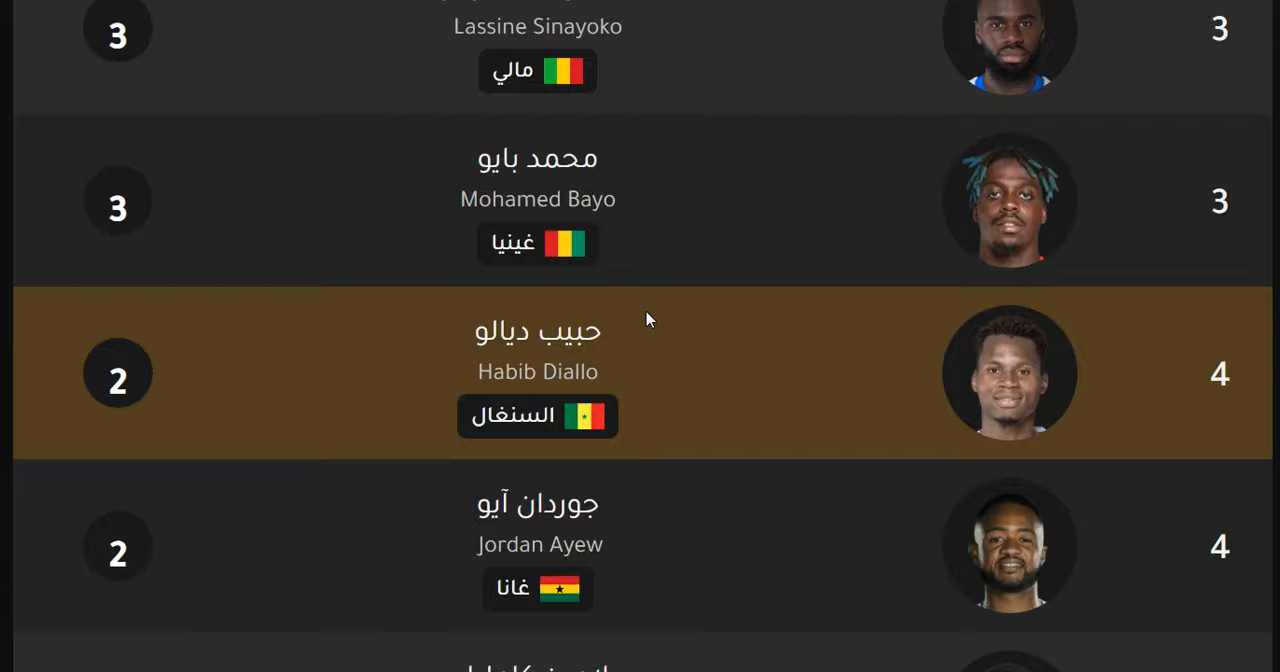 3
Lassine Sinayoko
مالي
3
3
محمد بايو
Mohamed Bayo
غينيا
3
4
حبيب ديالو
Habib Diallo
السنغال
2
4
جوردان آيو
Jordan Ayew
غانا
2